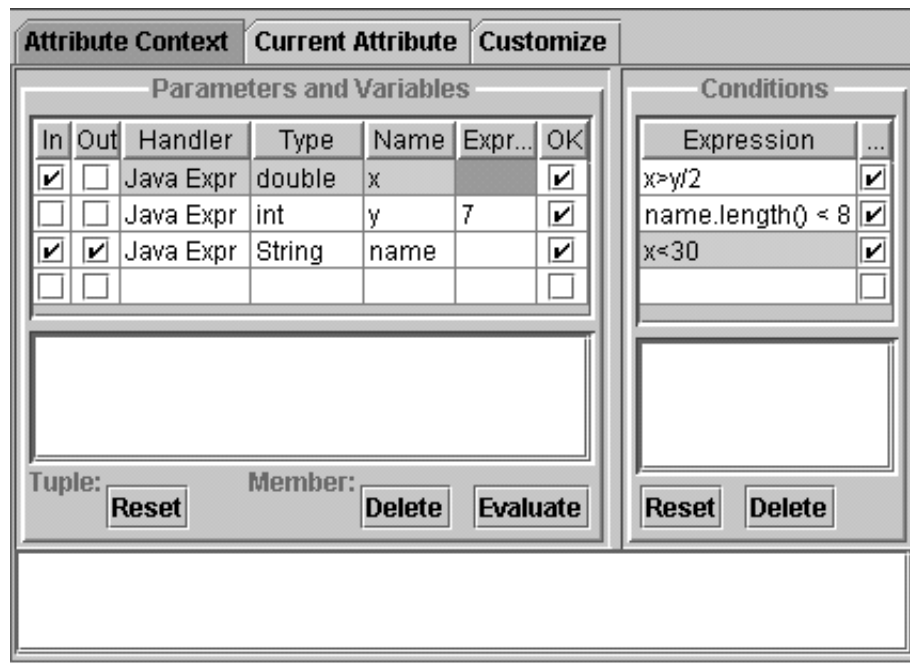 Attribute Context Current Attribute Customize
Parameters and Variables
In Out Handler Type Name Expr... OK
Java Expr double x
Java Expr int y 7
Java Expr String name
Tuple: Reset Member: Delete Evaluate
Conditions
Expression ...
x>y/2
name.length() < 8
x<30
Reset Delete